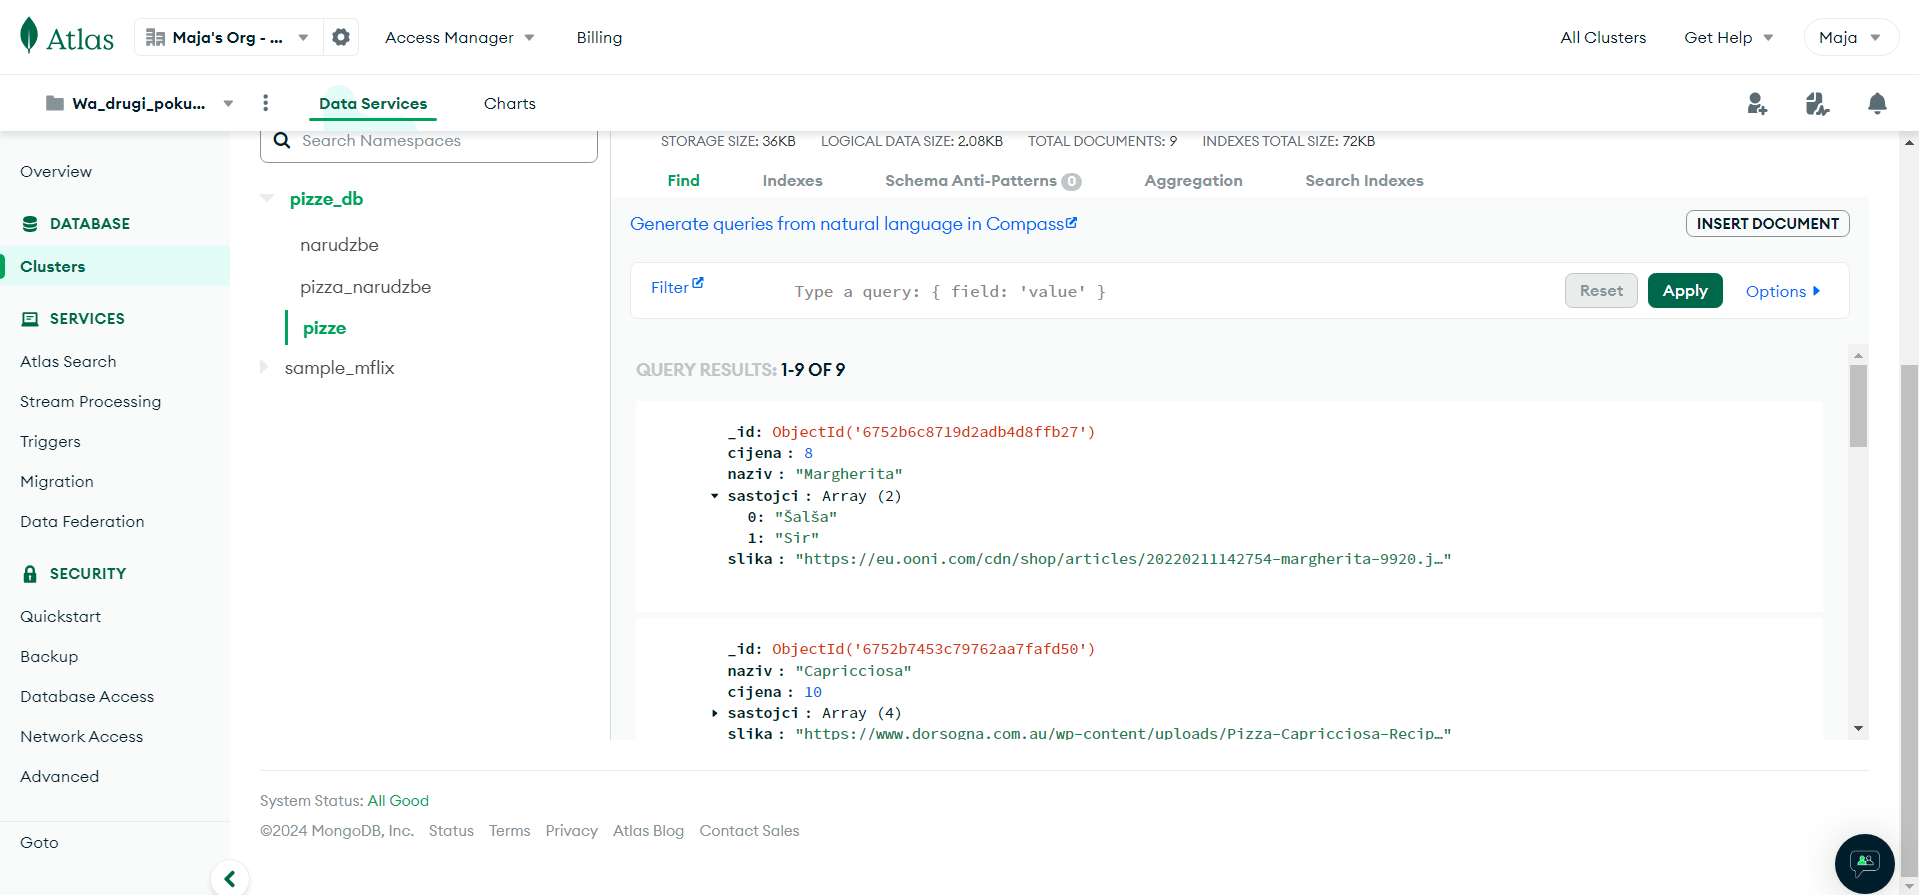 Atlas
Maja's Org - ...
Access Manager
Billing
All Clusters
Get Help
Maja
Wa_drugi_poku...
Data Services
Charts
Overview
DATABASE
Clusters
SERVICES
Atlas Search
Stream Processing
Triggers
Migration
Data Federation
SECURITY
Quickstart
Backup
Database Access
Network Access
Advanced
Goto
Search Namespaces
pizze_db
narudzbe
pizza_narudzbe
pizze
sample_mflix
STORAGE SIZE: 36KB LOGICAL DATA SIZE: 2.08KB TOTAL DOCUMENTS: 9 INDEXES TOTAL SIZE: 72KB
Find Indexes Schema Anti-Patterns 0 Aggregation Search Indexes
Generate queries from natural language in Compass
INSERT DOCUMENT
Filter
Type a query: { field: 'value' }
Reset
Apply
Options
QUERY RESULTS: 1-9 OF 9
_id: ObjectId('6752b6c8719d2adb4d8ffb27')
cijena : 8
naziv : "Margherita"
sastojci : Array (2)
0: "Šalša"
1: "Sir"
slika : "https://eu.ooni.com/cdn/shop/articles/20220211142754-margherita-9920.j…"
_id: ObjectId('6752b7453c79762aa7fafd50')
naziv : "Capricciosa"
cijena : 10
sastojci : Array (4)
slika : "https://www.dorsogna.com.au/wp-content/uploads/Pizza-Capricciosa-Recip…"
System Status: All Good
©2024 MongoDB, Inc. Status Terms Privacy Atlas Blog Contact Sales